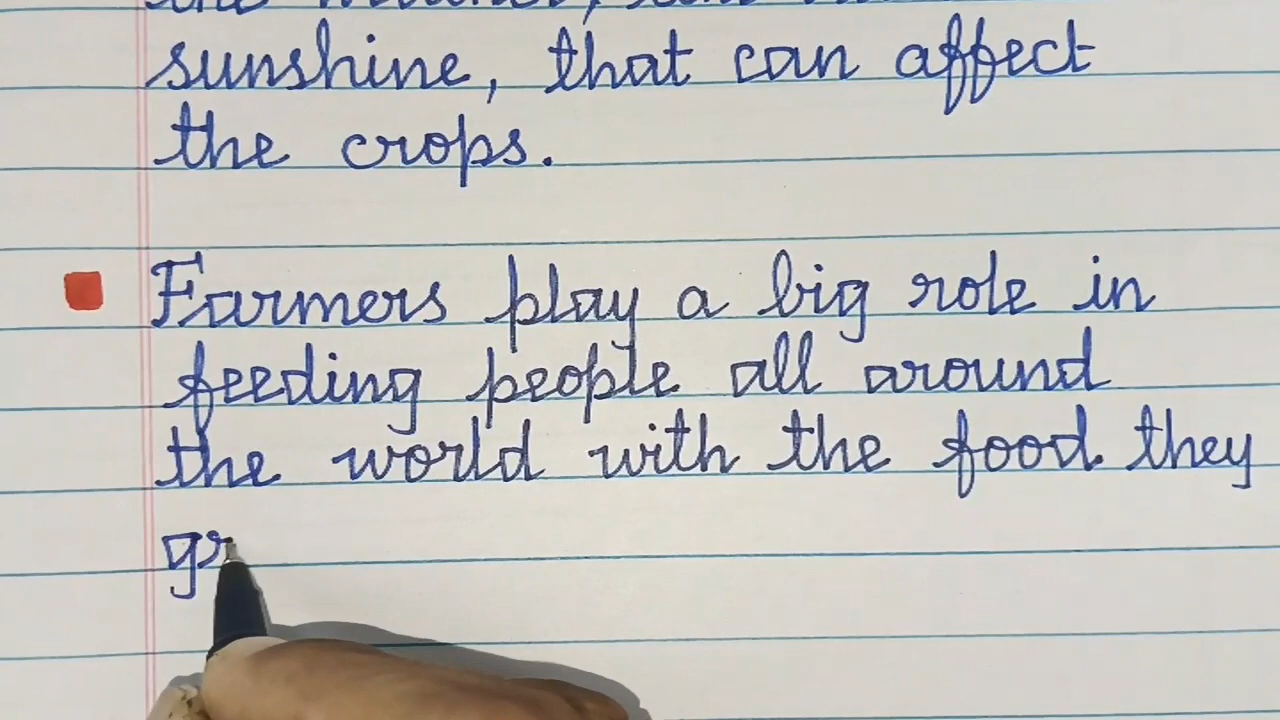 sunshine, that can affect
the crops.
Farmers play a big role in
feeding people all around
the world with the food they
gr